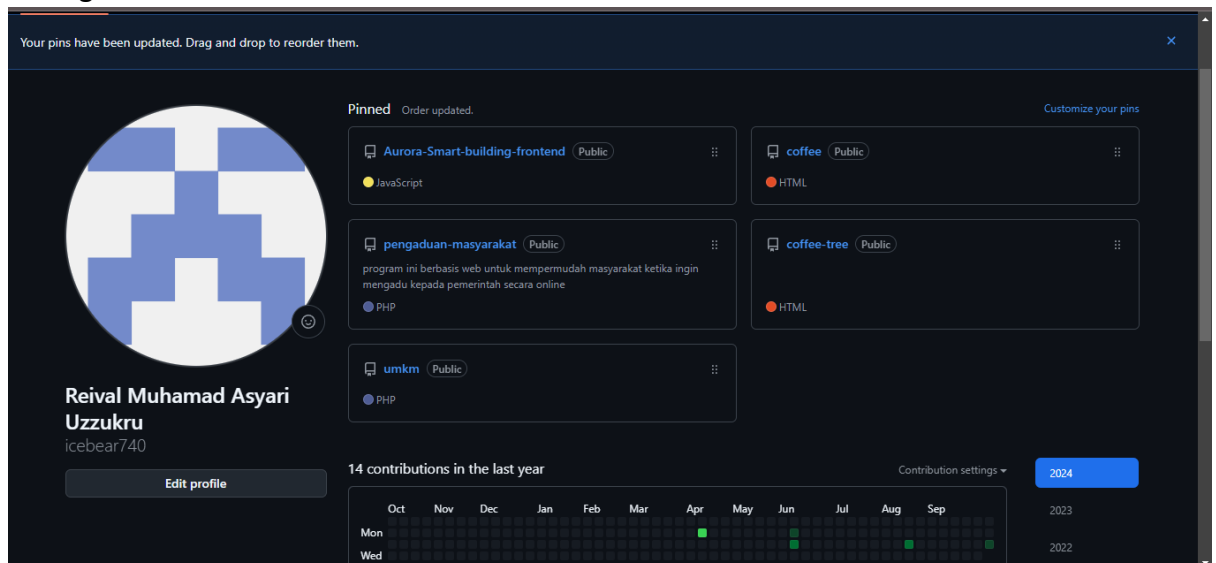 Your pins have been updated. Drag and drop to reorder them.
Pinned Order updated.
Customize your pins
Aurora-Smart-building-frontend Public
JavaScript
coffee Public
HTML
pengaduan-masyarakat Public
program ini berbasis web untuk mempermudah masyarakat ketika ingin
mengadu kepada pemerintah secara online
PHP
coffee-tree Public
HTML
umkm Public
PHP
Reival Muhamad Asyari
Uzzukru
icebear740
Edit profile
14 contributions in the last year
Contribution settings
2024
2023
2022
Oct Nov Dec Jan Feb Mar Apr May Jun Jul Aug Sep
Mon
Wed